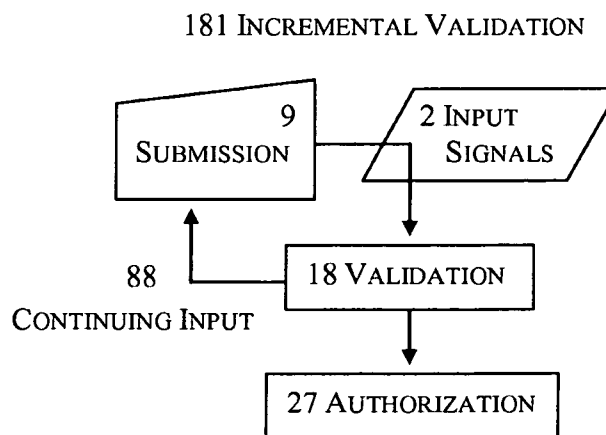 181 INCREMENTAL VALIDATION
9
SUBMISSION
2 INPUT
SIGNALS
18 VALIDATION
88
CONTINUING INPUT
27 AUTHORIZATION